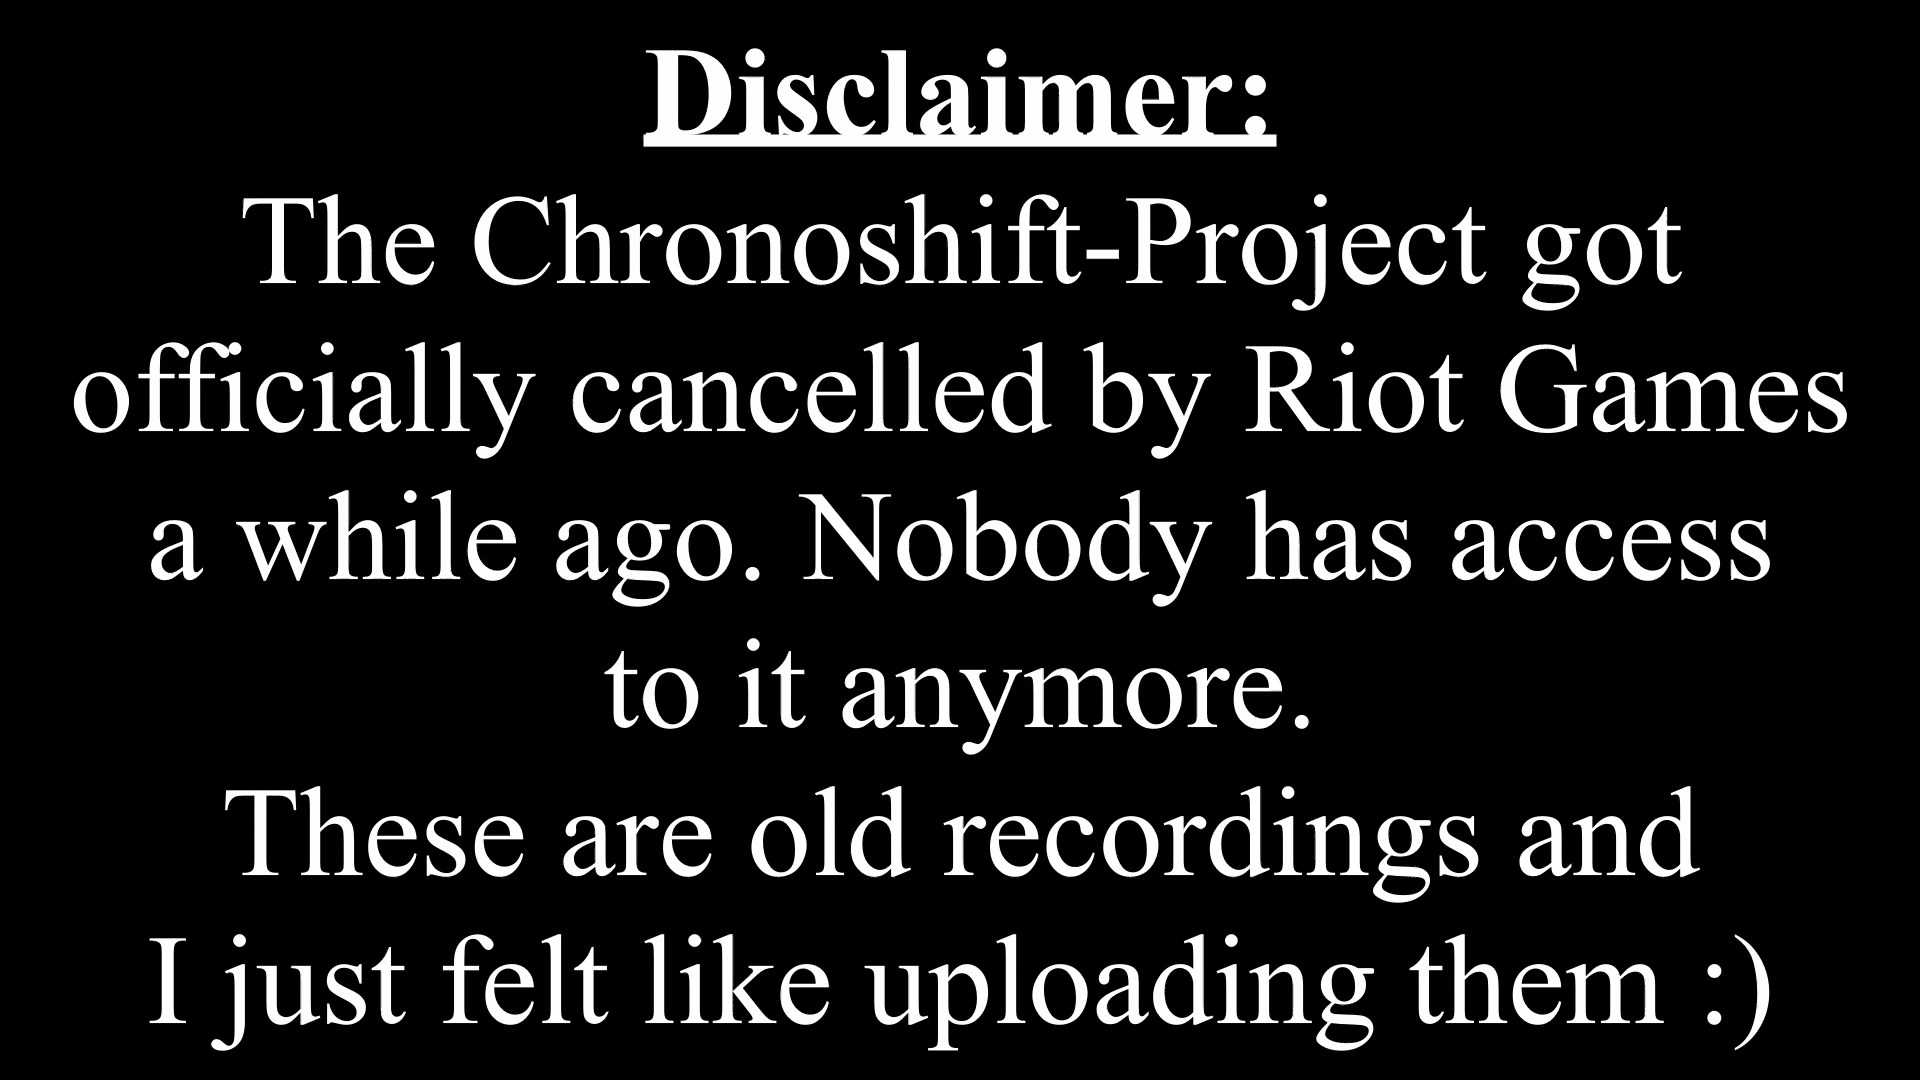 Disclaimer:
The Chronoshift-Project got
officially cancelled by Riot Games
a while ago. Nobody has access
to it anymore.
These are old recordings and
I just felt like uploading them :)